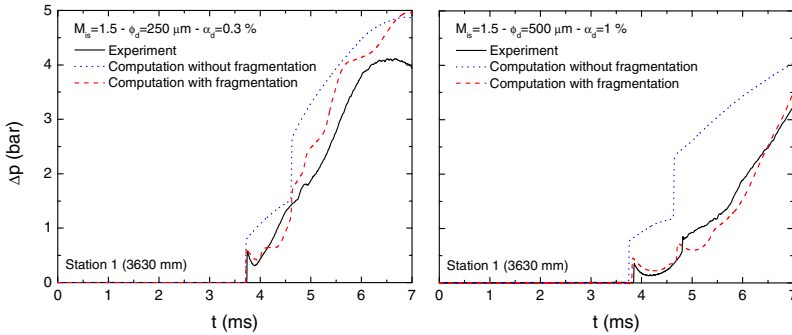 M_is=1.5 - ϕ_d=250 μm - α_d=0.3 %
Experiment
Computation without fragmentation
Computation with fragmentation
Station 1 (3630 mm)
Δp (bar)
5
4
3
2
1
0
0 1 2 3 4 5 6 7
t (ms)
M_is=1.5 - ϕ_d=500 μm - α_d=1 %
Experiment
Computation without fragmentation
Computation with fragmentation
Station 1 (3630 mm)
0 1 2 3 4 5 6 7
t (ms)